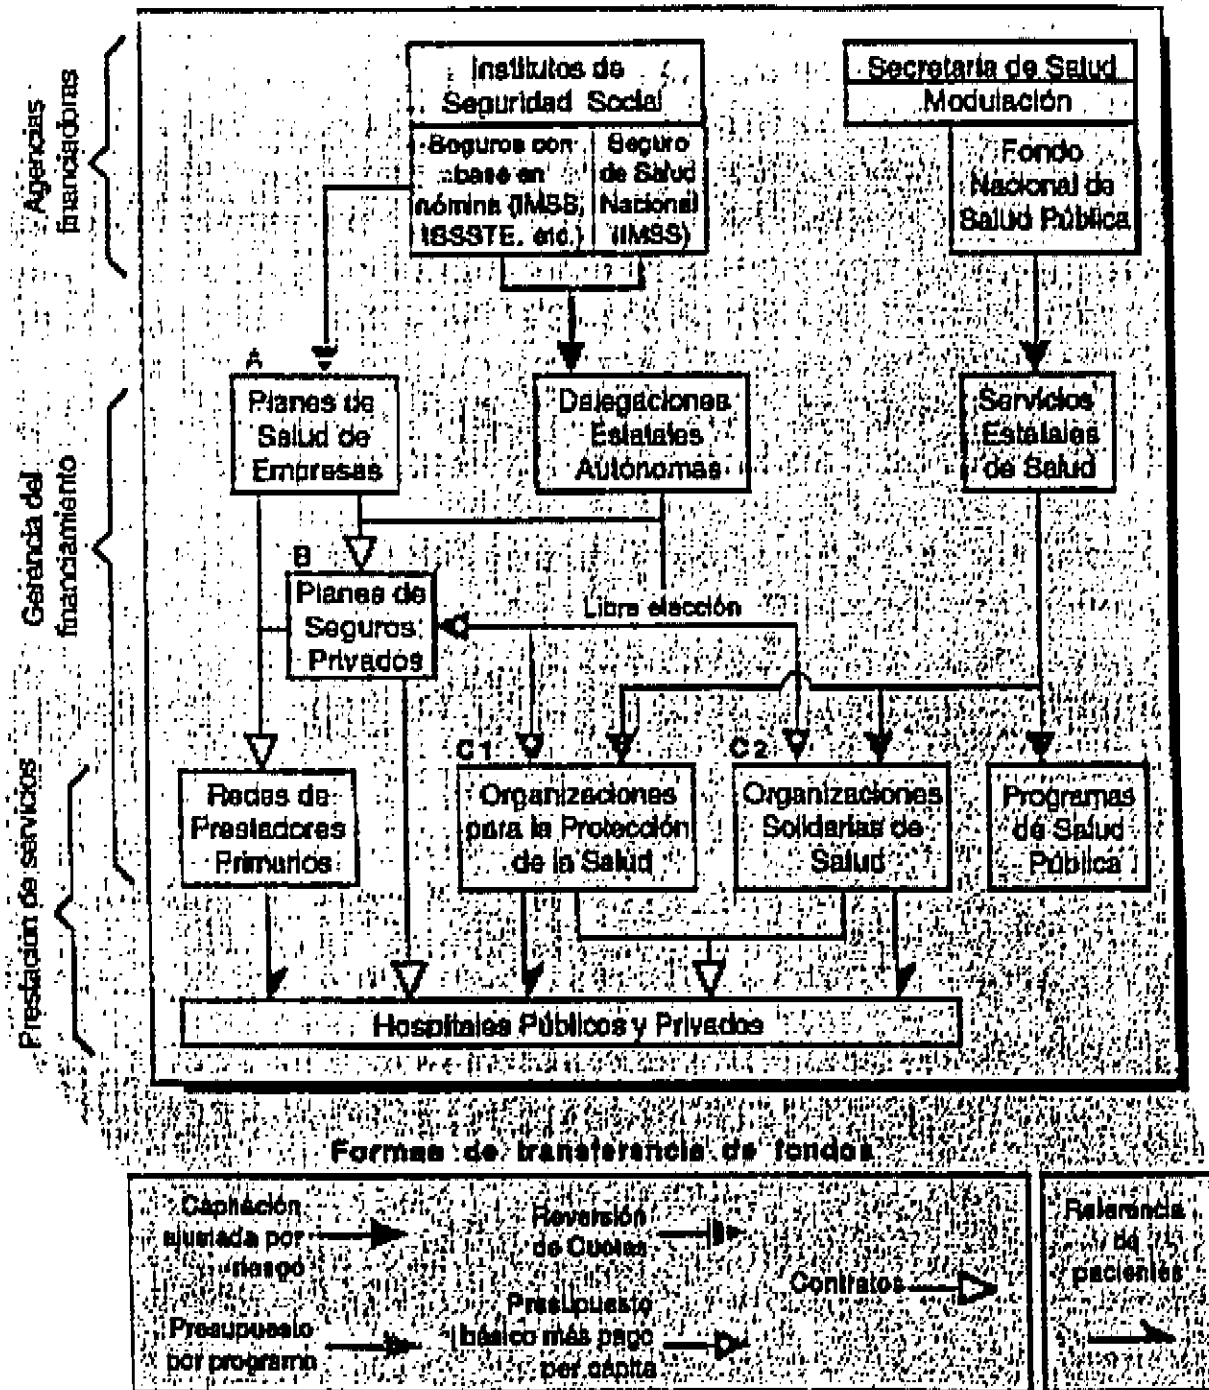 Agencias
financiadoras
Institutos de
Seguridad Social
Seguros con
base en
nómina (IMSS,
ISSSTE, etc.)
Seguro
de Salud
Nacional
(IMSS)
Secretaría de Salud
Modulación
Fondo
Nacional de
Salud Pública
Gerencia del
financiamiento
A
Planes de
Salud de
Empresas
Delegaciones
Estatales
Autónomas
Servicios
Estatales
de Salud
B
Planes de
Seguros
Privados
Libre elección
Prestación de servicios
Redes de
Prestadores
Primarios
C1
Organizaciones
para la Protección
de la Salud
C2
Organizaciones
Solidarias de
Salud
Programas
de Salud
Pública
Hospitales Públicos y Privados
Formas de transferencia de fondos
Capitación
ajustada por
riesgo
Reversión
de Cuotas
Contratos
Presupuesto
por programa
Presupuesto
básico más pago
per cápita
Referencia
de
pacientes